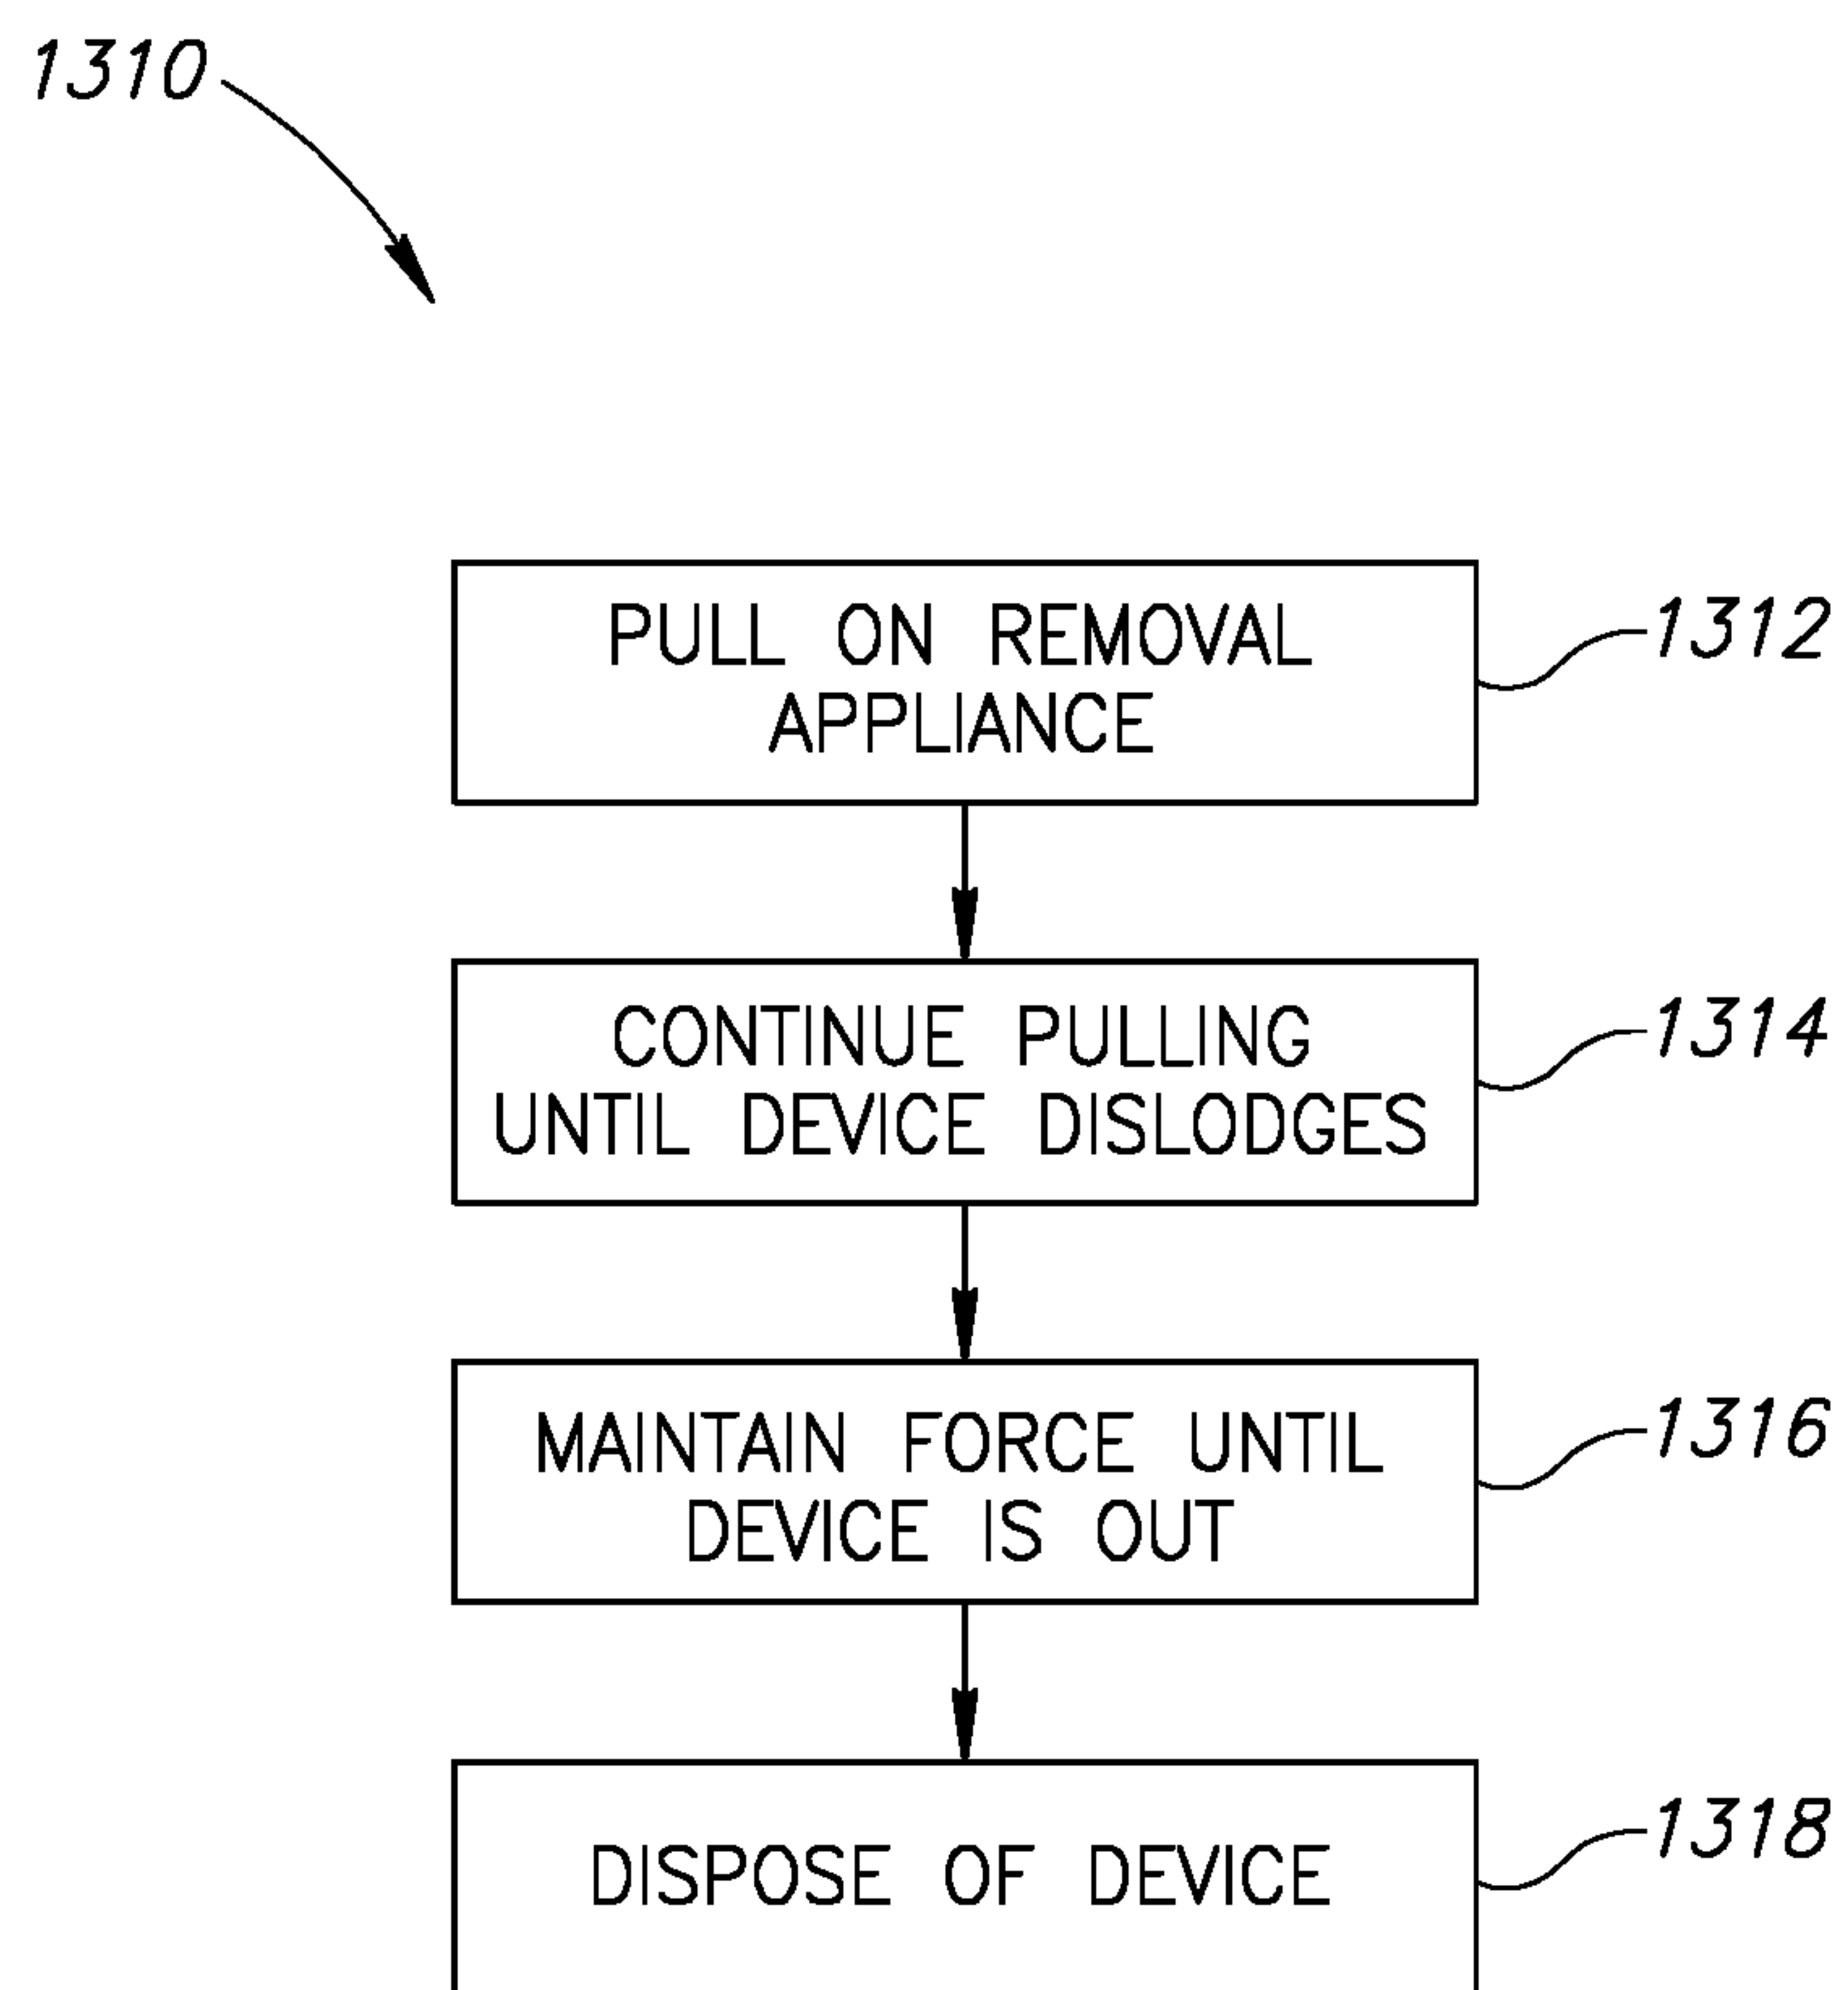 1310
PULL ON REMOVAL
APPLIANCE
1312
CONTINUE PULLING
UNTIL DEVICE DISLODGES
1314
MAINTAIN FORCE UNTIL
DEVICE IS OUT
1316
DISPOSE OF DEVICE
1318